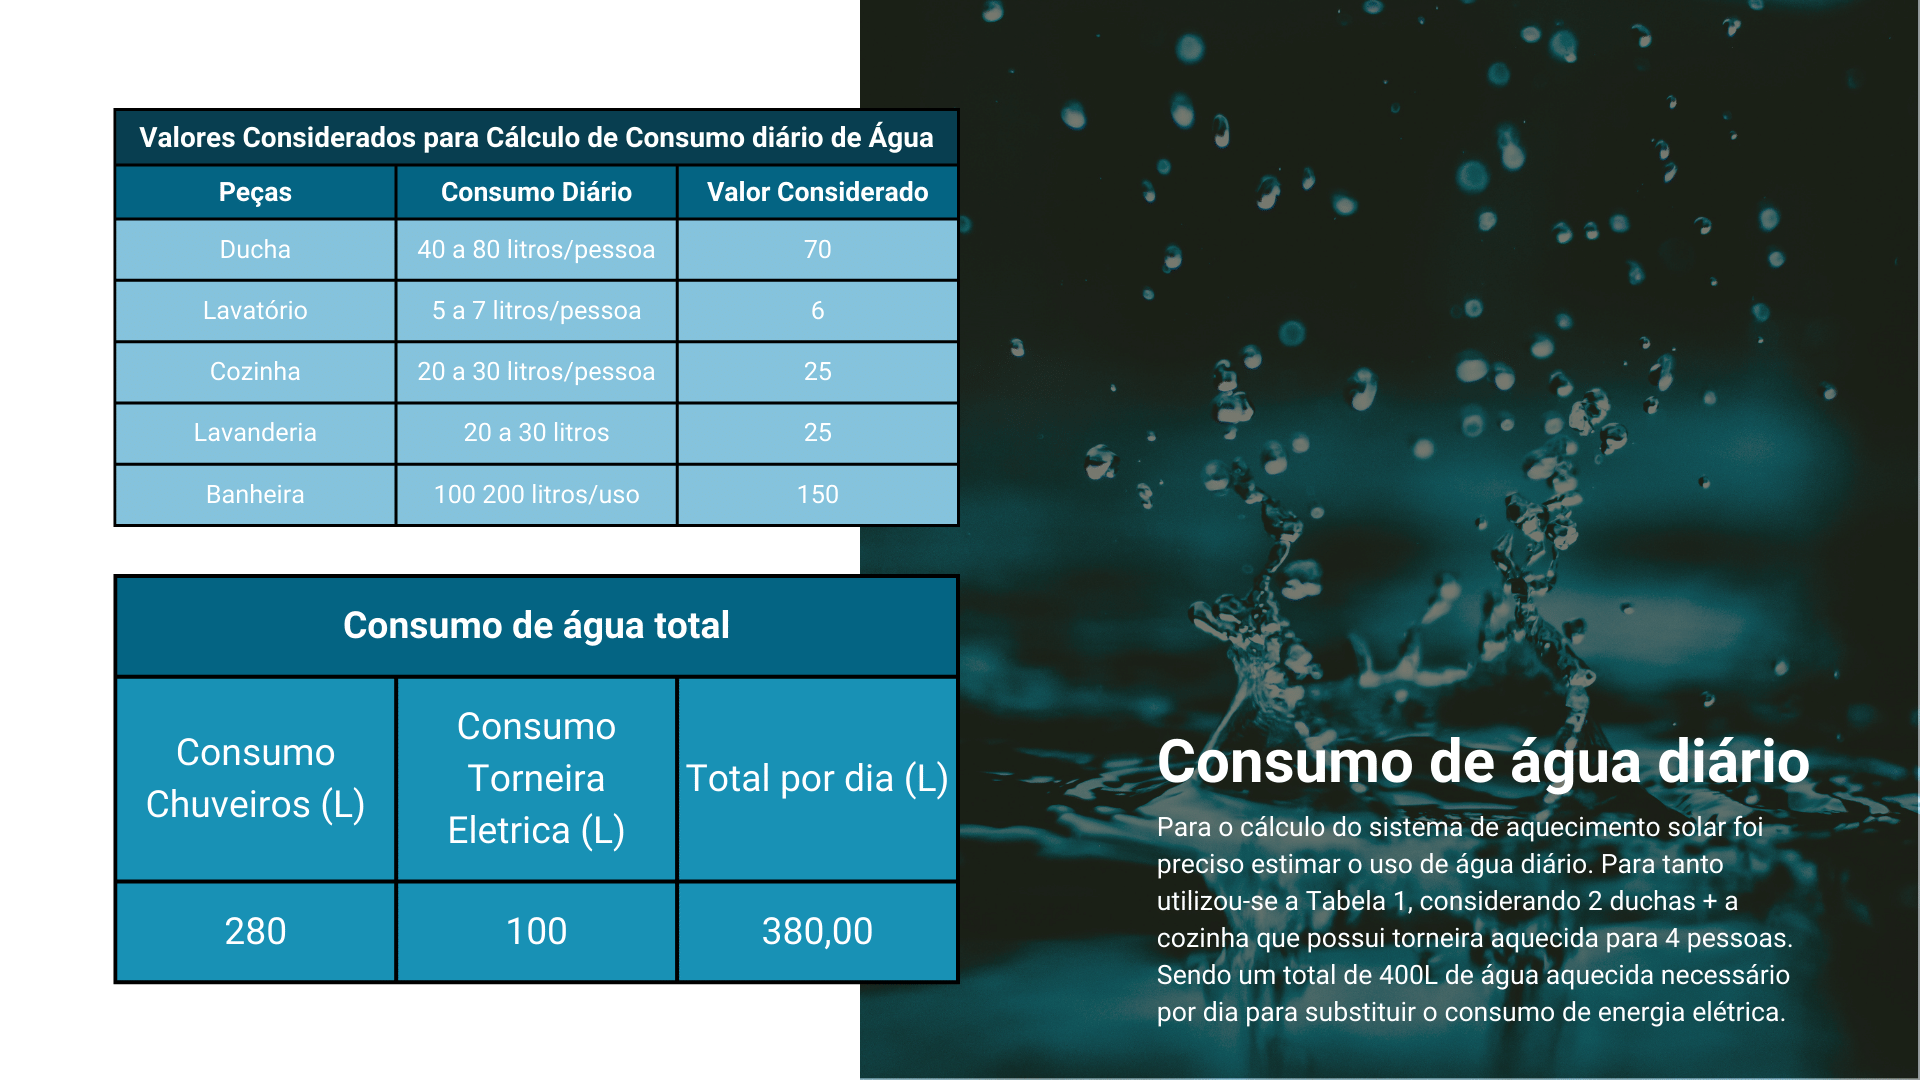 Valores Considerados para Cálculo de Consumo diário de Água
Peças Consumo Diário Valor Considerado
Ducha 40 a 80 litros/pessoa 70
Lavatório 5 a 7 litros/pessoa 6
Cozinha 20 a 30 litros/pessoa 25
Lavanderia 20 a 30 litros 25
Banheira 100 200 litros/uso 150
Consumo de água total
Consumo
Chuveiros (L)
Consumo
Torneira
Eletrica (L)
Total por dia (L)
280 100 380,00
Consumo de água diário
Para o cálculo do sistema de aquecimento solar foi
preciso estimar o uso de água diário. Para tanto
utilizou-se a Tabela 1, considerando 2 duchas + a
cozinha que possui torneira aquecida para 4 pessoas.
Sendo um total de 400L de água aquecida necessário
por dia para substituir o consumo de energia elétrica.